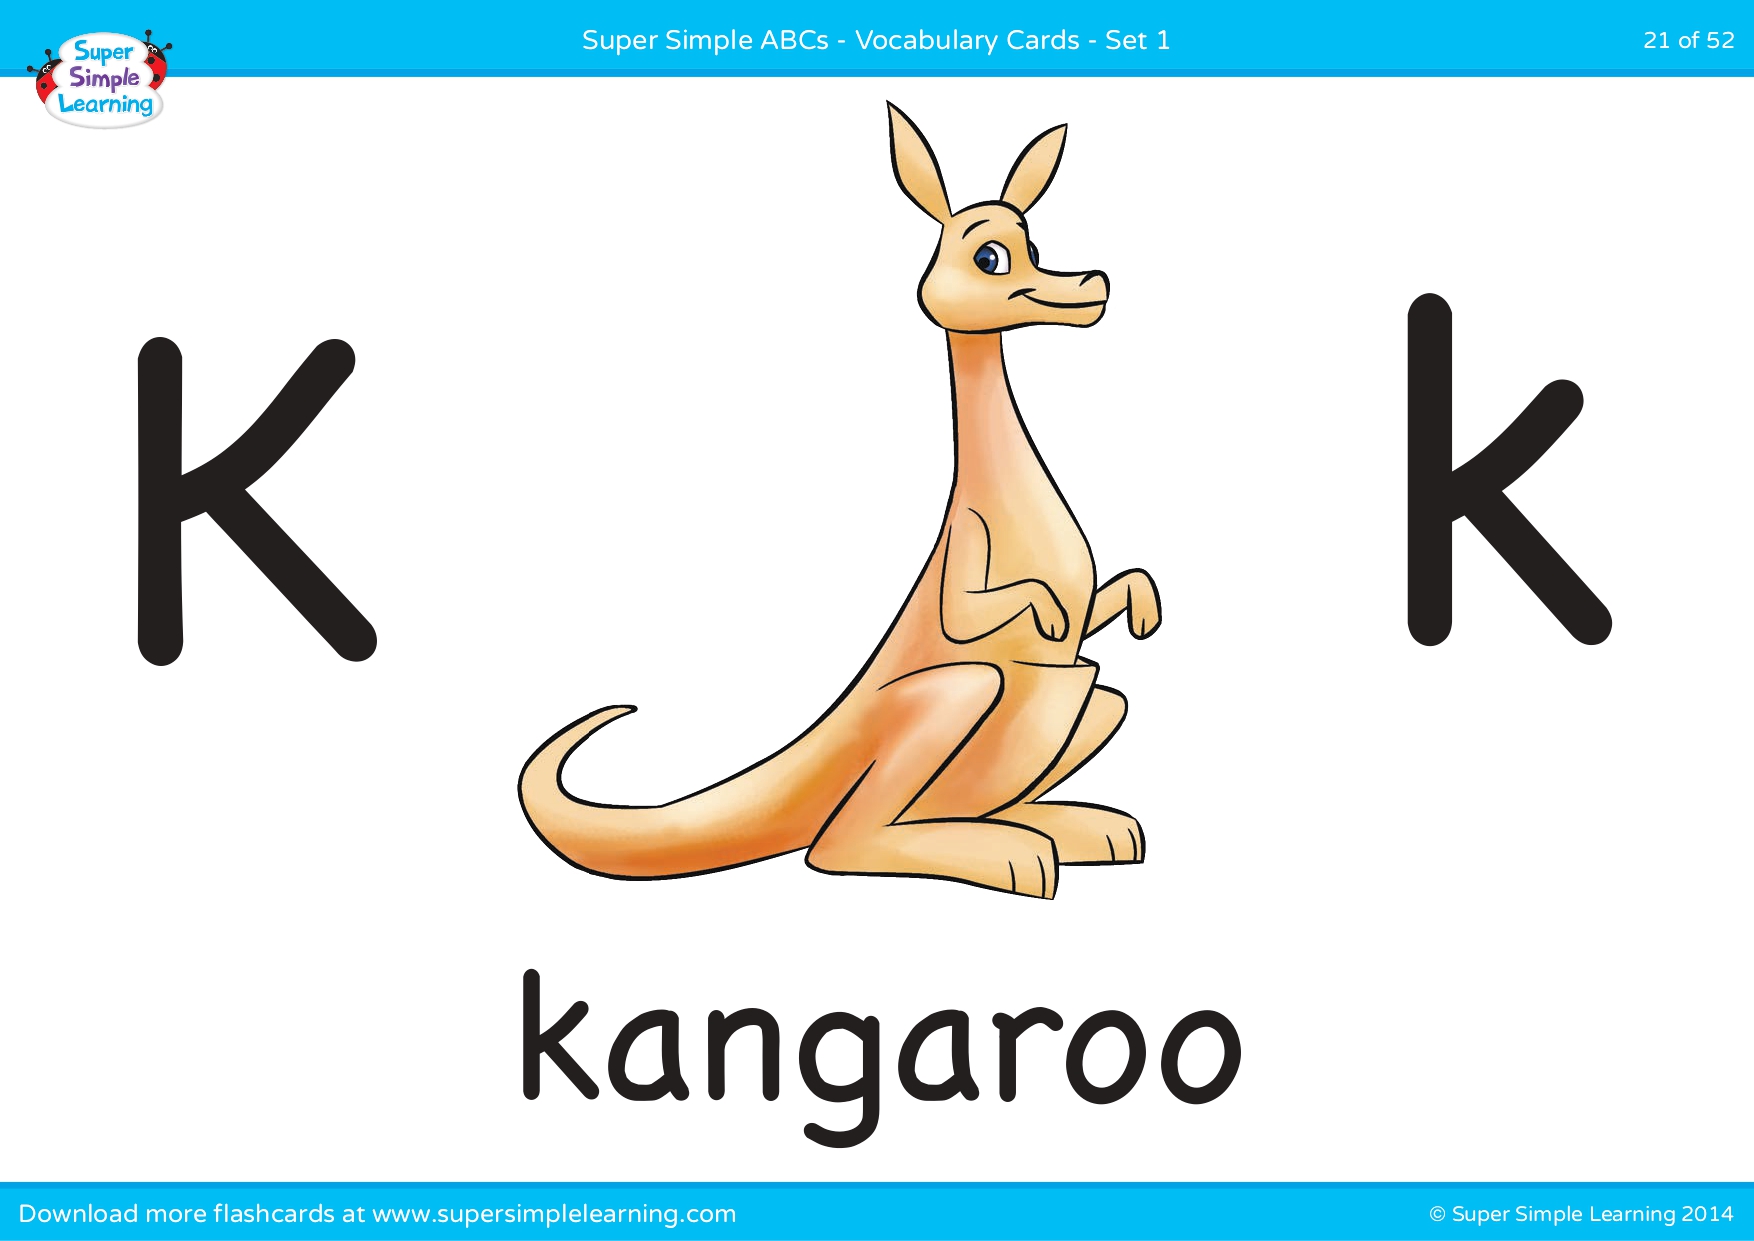 Super Simple ABCs - Vocabulary Cards - Set 1
21 of 52
Super
Simple
Learning
K
k
kangaroo
Download more flashcards at www.supersimplelearning.com
© Super Simple Learning 2014